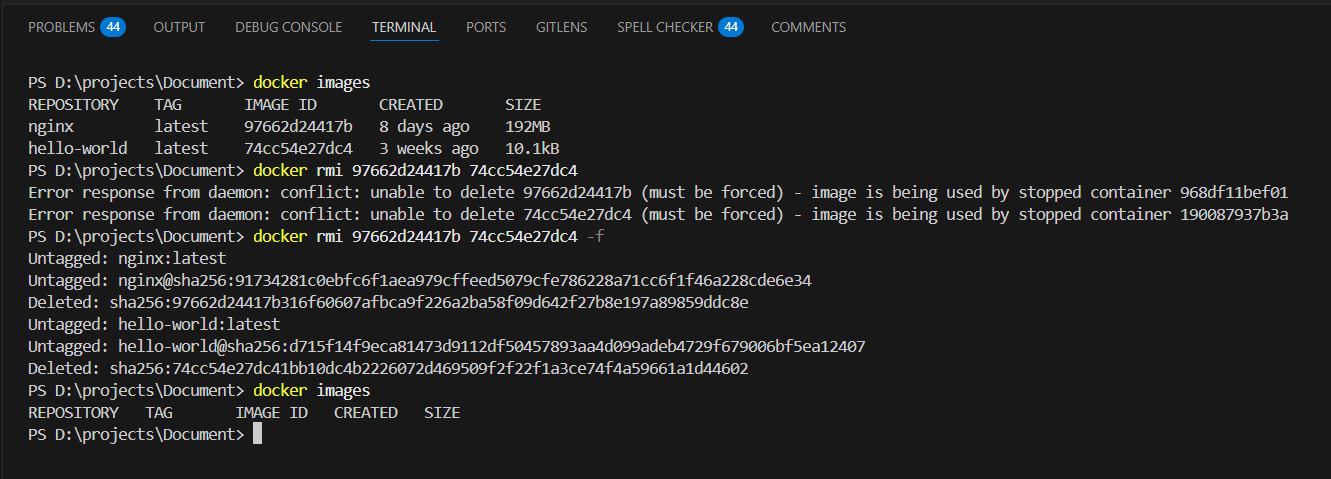 PROBLEMS 44 OUTPUT DEBUG CONSOLE TERMINAL PORTS GITLENS SPELL CHECKER 44 COMMENTS
PS D:\projects\Document> docker images
REPOSITORY TAG IMAGE ID CREATED SIZE
nginx latest 97662d24417b 8 days ago 192MB
hello-world latest 74cc54e27dc4 3 weeks ago 10.1kB
PS D:\projects\Document> docker rmi 97662d24417b 74cc54e27dc4
Error response from daemon: conflict: unable to delete 97662d24417b (must be forced) - image is being used by stopped container 968df11bef01
Error response from daemon: conflict: unable to delete 74cc54e27dc4 (must be forced) - image is being used by stopped container 190087937b3a
PS D:\projects\Document> docker rmi 97662d24417b 74cc54e27dc4 -f
Untagged: nginx:latest
Untagged: nginx@sha256:91734281c0ebfc6f1aea979cffeed5079cfe786228a71cc6f1f46a228cde6e34
Deleted: sha256:97662d24417b316f60607afbca9f226a2ba58f09d642f27b8e197a89859ddc8e
Untagged: hello-world:latest
Untagged: hello-world@sha256:d715f14f9eca81473d9112df50457893aa4d099adeb4729f679006bf5ea12407
Deleted: sha256:74cc54e27dc41bb10dc4b2226072d469509f2f22f1a3ce74f4a59661a1d44602
PS D:\projects\Document> docker images
REPOSITORY TAG IMAGE ID CREATED SIZE
PS D:\projects\Document>